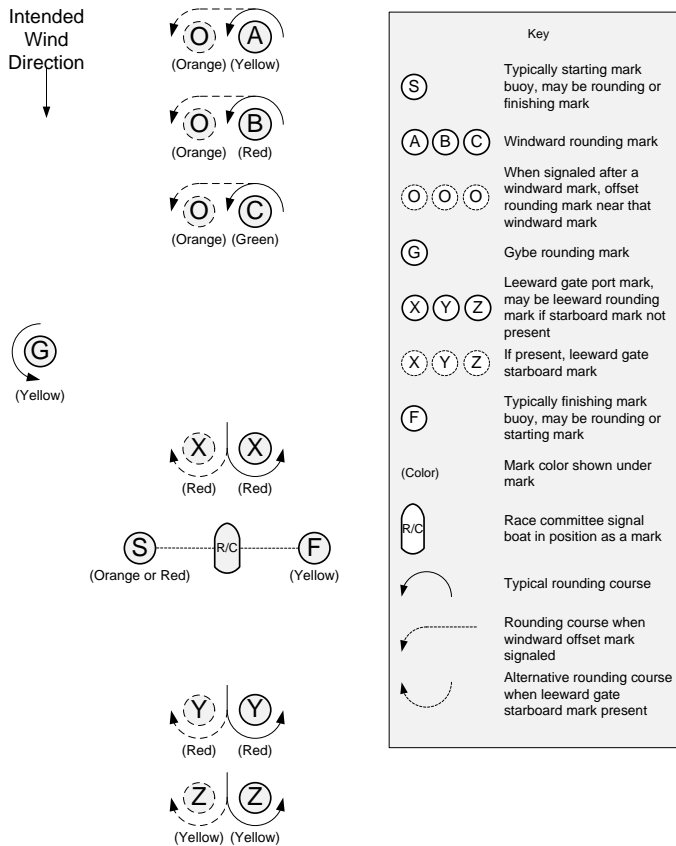 Intended
Wind
Direction
O A
(Orange) (Yellow)
O B
(Orange) (Red)
O C
(Orange) (Green)
G
(Yellow)
X X
(Red) (Red)
S R/C F
(Orange or Red) (Yellow)
Y Y
(Red) (Red)
Z Z
(Yellow) (Yellow)
Key
S
Typically starting mark
buoy, may be rounding or
finishing mark
A B C Windward rounding mark
O O O
When signaled after a
windward mark, offset
rounding mark near that
windward mark
G Gybe rounding mark
X Y Z
Leeward gate port mark,
may be leeward rounding
mark if starboard mark not
present
X Y Z
If present, leeward gate
starboard mark
F
Typically finishing mark
buoy, may be rounding or
starting mark
(Color)
Mark color shown under
mark
R/C
Race committee signal
boat in position as a mark
Typical rounding course
Rounding course when
windward offset mark
signaled
Alternative rounding course
when leeward gate
starboard mark present